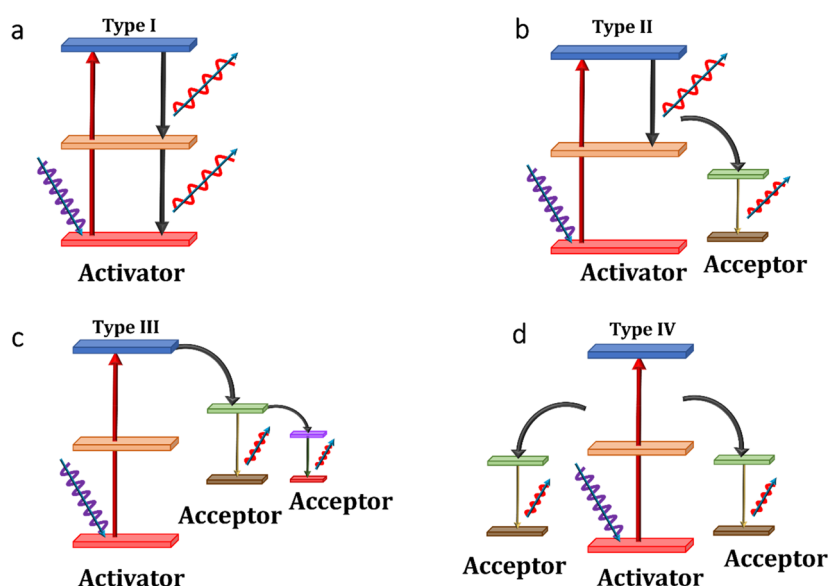 a
Type I
Activator
b
Type II
Activator
Acceptor
c
Type III
Acceptor
Acceptor
Activator
d
Type IV
Acceptor
Activator
Acceptor